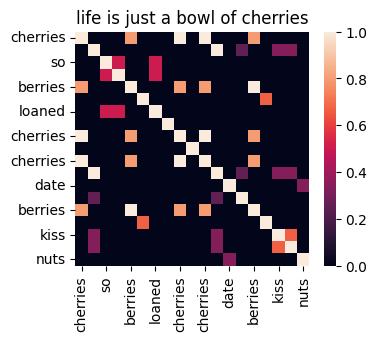 life is just a bowl of cherries
cherries
so
berries
loaned
cherries
cherries
date
berries
kiss
nuts
1.0
0.8
0.6
0.4
0.2
0.0
cherries
so
berries
loaned
cherries
cherries
date
berries
kiss
nuts